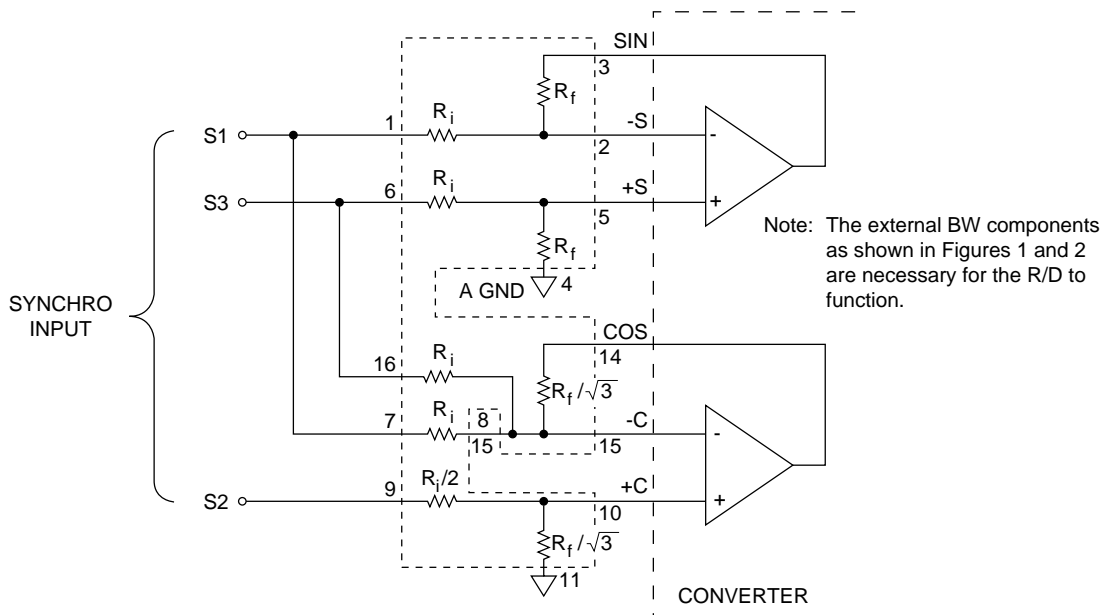 SIN
3
R_f
R_i
S1
1
-S
2
-
R_i
S3
6
+S
5
+
R_f
A GND
4
Note: The external BW components
as shown in Figures 1 and 2
are necessary for the R/D to
function.
SYNCHRO
INPUT
COS
14
R_i
16
R_f/√3
R_i
7
8
15
-C
15
-
R_i/2
S2
9
+C
10
+
R_f/√3
11
CONVERTER